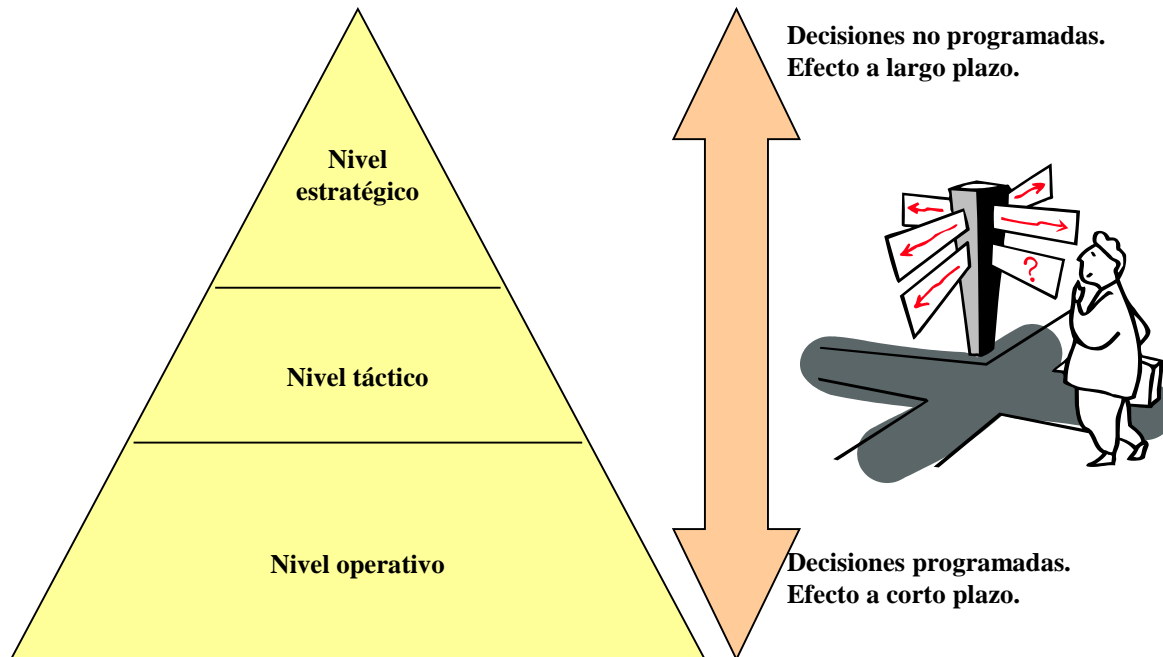 Decisiones no programadas.
Efecto a largo plazo.
Nivel
estratégico
?
Nivel táctico
Nivel operativo
Decisiones programadas.
Efecto a corto plazo.